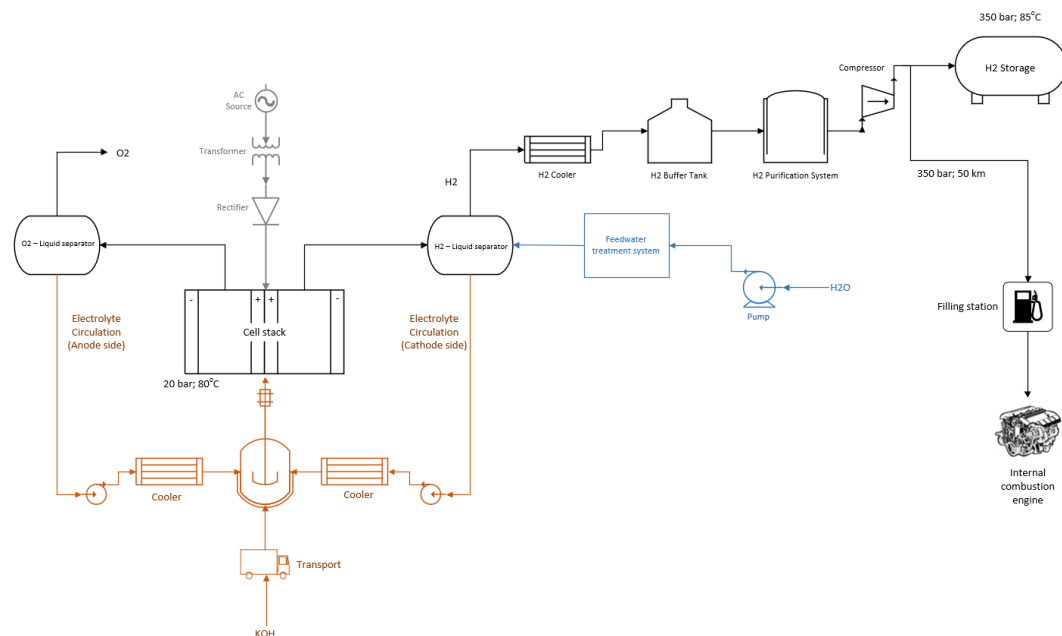 350 bar; 85°C
H2 Storage
Compressor
AC
Source
Transformer
Rectifier
O2
H2
H2 Cooler
H2 Buffer Tank
H2 Purification System
350 bar; 50 km
O2 – Liquid separator
H2 – Liquid separator
Feedwater
treatment system
H2O
Pump
Filling station
- + + -
Cell stack
Electrolyte
Circulation
(Anode side)
Electrolyte
Circulation
(Cathode side)
20 bar; 80°C
Cooler
Cooler
Internal
combustion
engine
Transport
KOH